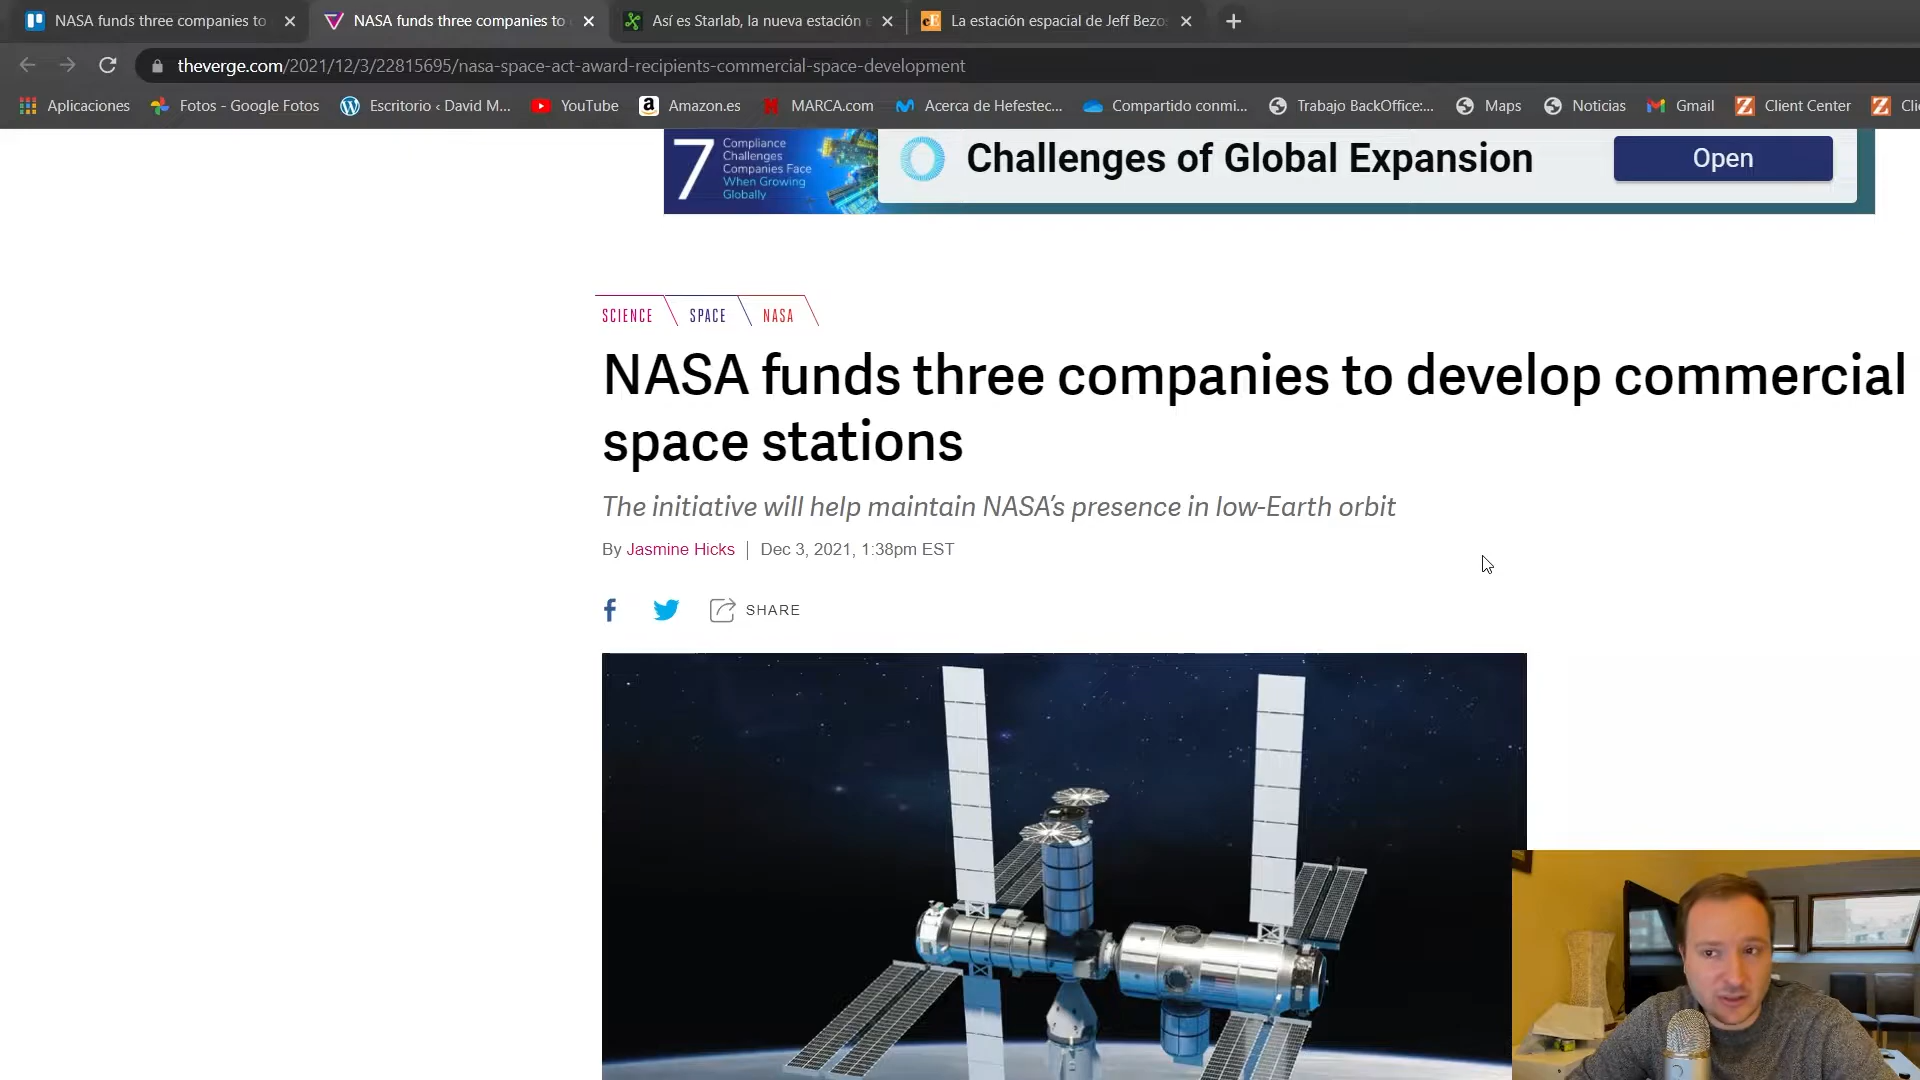 NASA funds three companies to
NASA funds three companies to
Así es Starlab, la nueva estación e
La estación espacial de Jeff Bezo
theverge.com/2021/12/3/22815695/nasa-space-act-award-recipients-commercial-space-development
Aplicaciones
Fotos - Google Fotos
Escritorio ‹ David M...
YouTube
Amazon.es
MARCA.com
Acerca de Hefestec...
Compartido conmi...
Trabajo BackOffice:...
Maps
Noticias
Gmail
Client Center
Cli
7
Compliance
Challenges
Companies Face
When Growing
Globally
Challenges of Global Expansion
Open
SCIENCE
SPACE
NASA
NASA funds three companies to develop commercial
space stations
The initiative will help maintain NASA’s presence in low-Earth orbit
By Jasmine Hicks | Dec 3, 2021, 1:38pm EST
SHARE